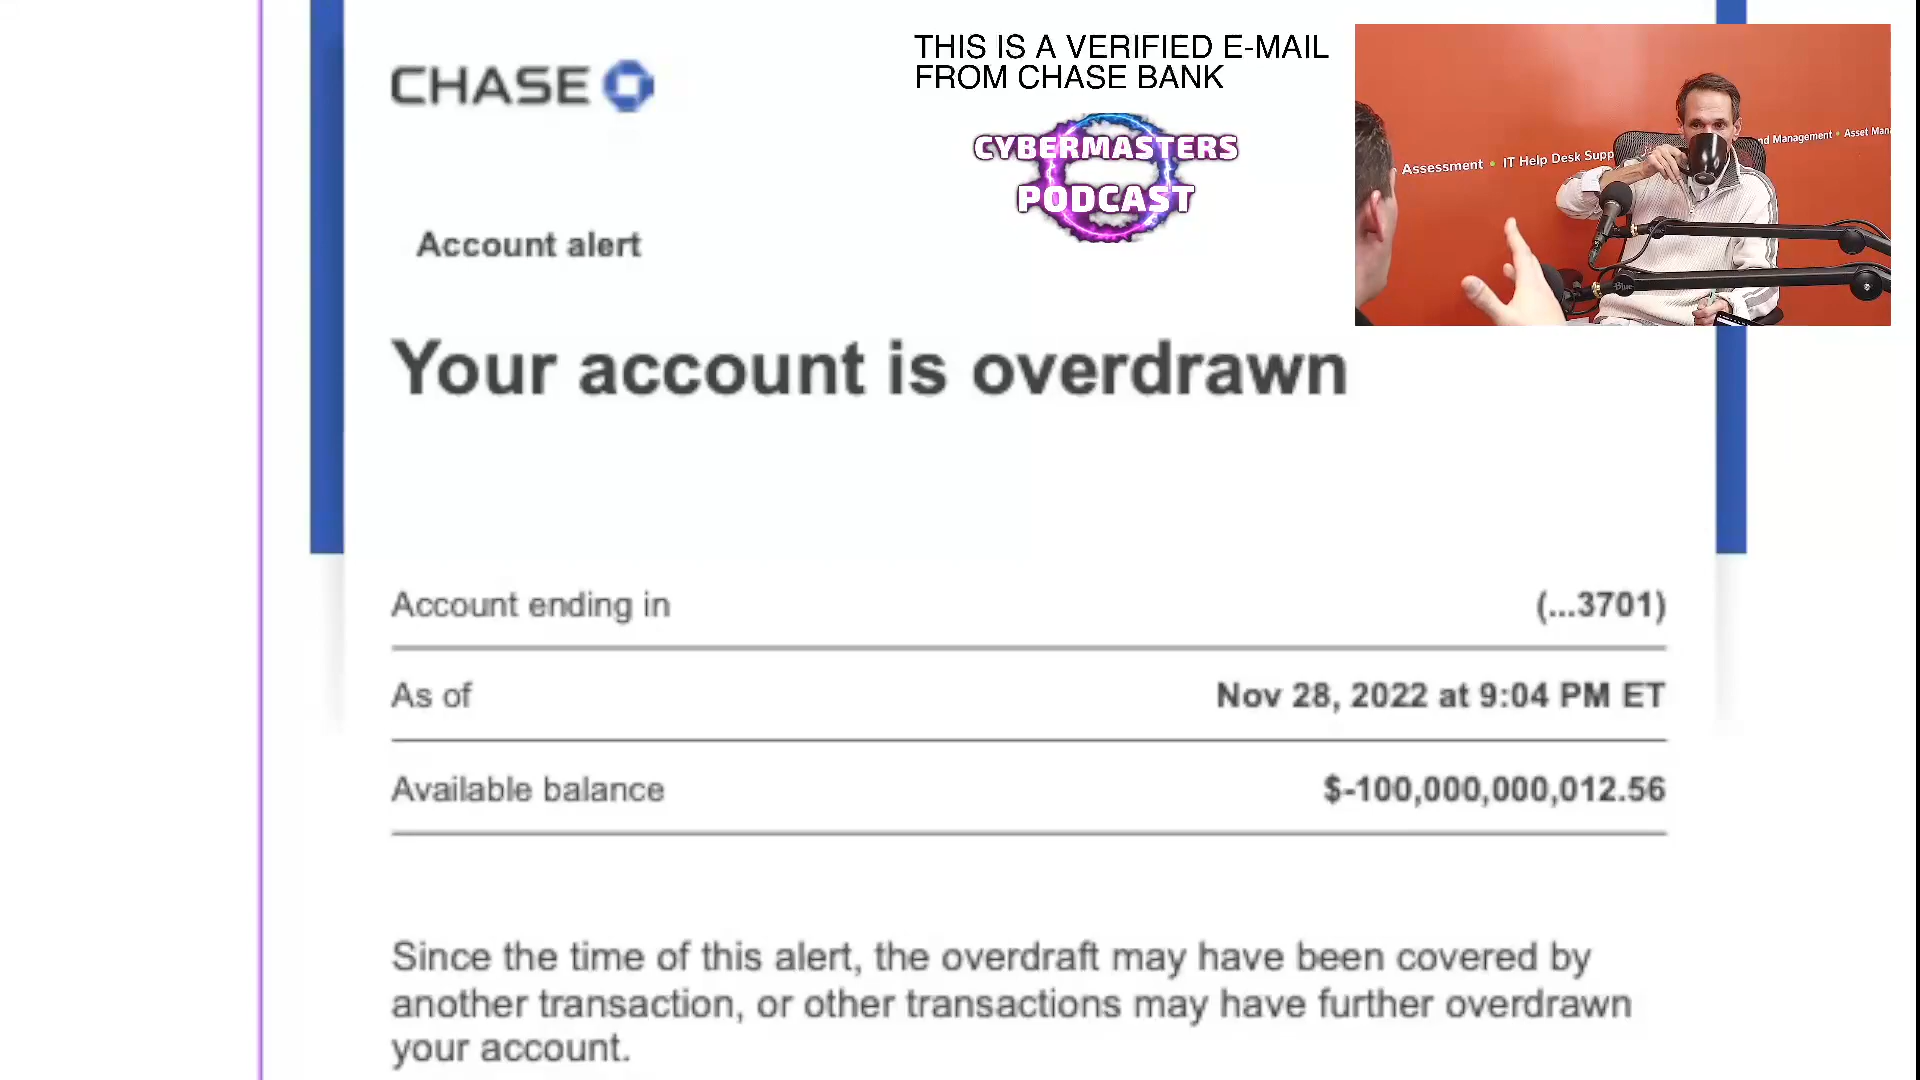 CHASE
THIS IS A VERIFIED E-MAIL
FROM CHASE BANK
CYBERMASTERS
PODCAST
Assessment • IT Help Desk Supp
nd Management • Asset Man
Blue
Account alert
Your account is overdrawn
Account ending in (...3701)
As of Nov 28, 2022 at 9:04 PM ET
Available balance $-100,000,000,012.56
Since the time of this alert, the overdraft may have been covered by
another transaction, or other transactions may have further overdrawn
your account.